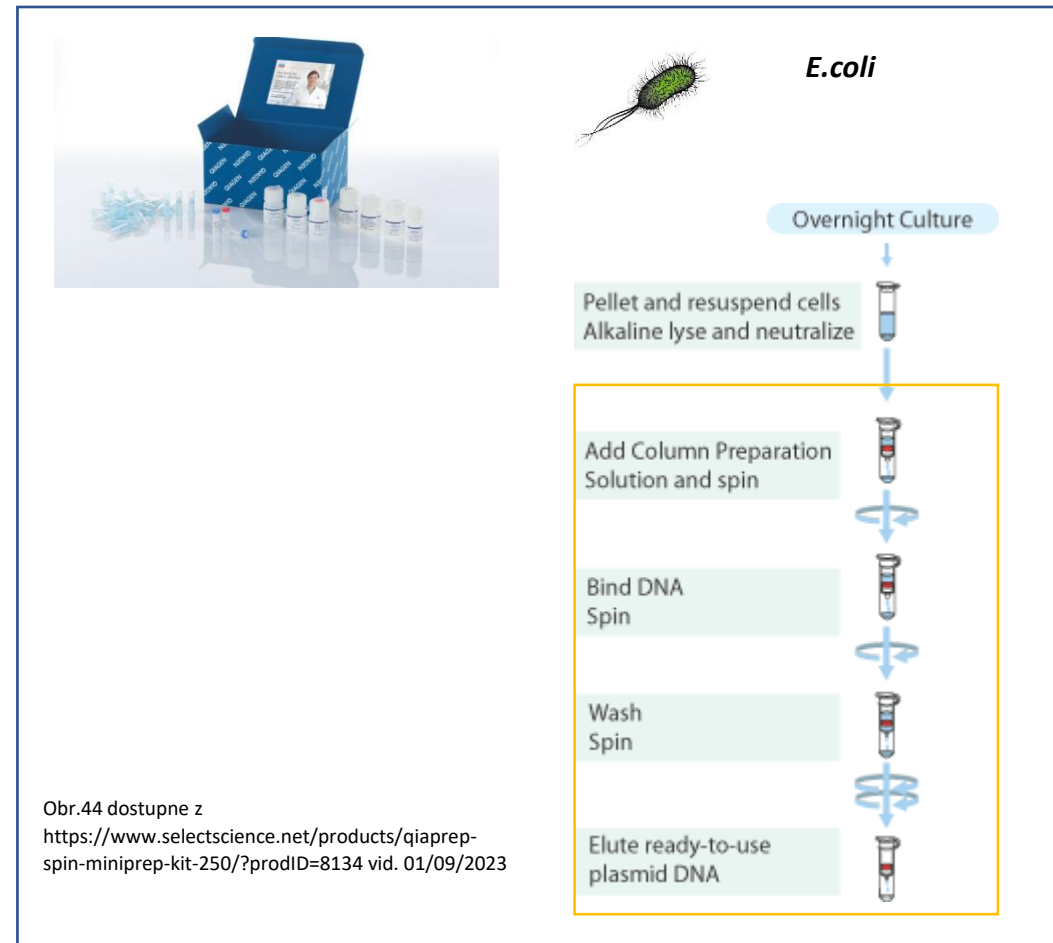 QIAGEN
E.coli
Overnight Culture
Pellet and resuspend cells
Alkaline lyse and neutralize
Add Column Preparation
Solution and spin
Bind DNA
Spin
Wash
Spin
Elute ready-to-use
plasmid DNA
Obr.44 dostupne z
https://www.selectscience.net/products/qiaprep-
spin-miniprep-kit-250/?prodID=8134 vid. 01/09/2023